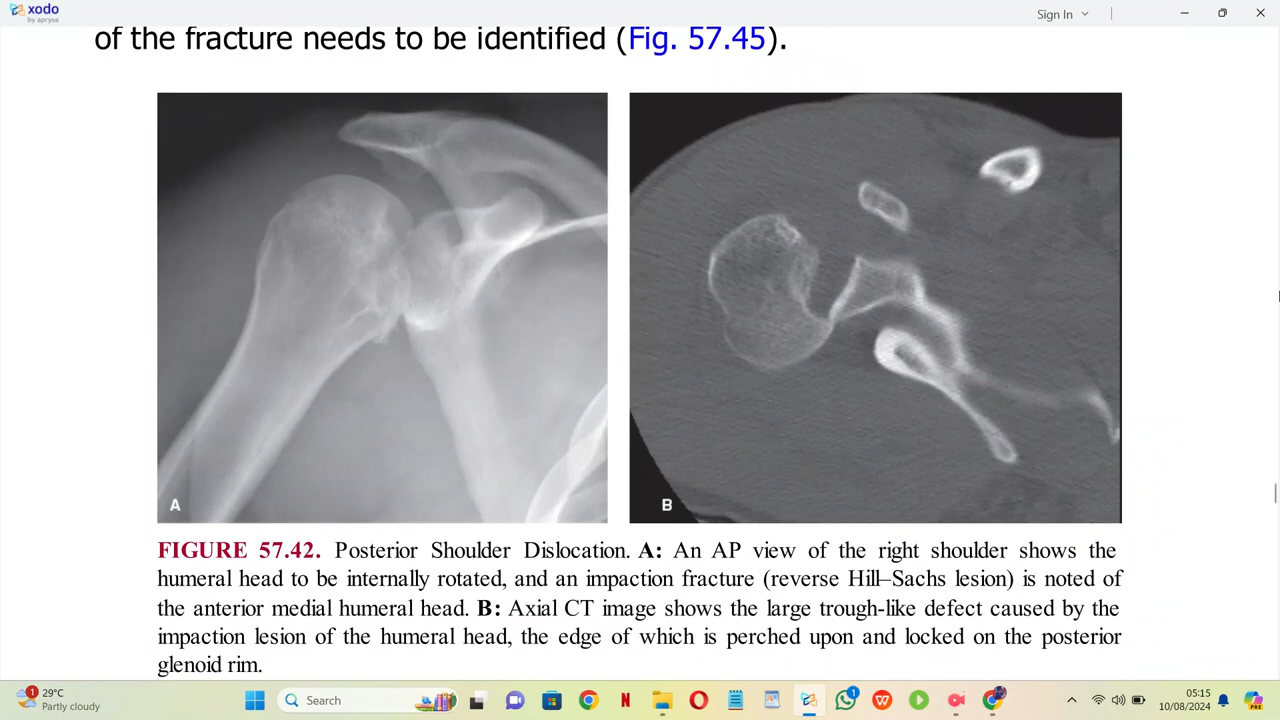 xodo
by apryse
Sign In
of the fracture needs to be identified (Fig. 57.45).
A
B
FIGURE 57.42. Posterior Shoulder Dislocation. A: An AP view of the right shoulder shows the
humeral head to be internally rotated, and an impaction fracture (reverse Hill–Sachs lesion) is noted of
the anterior medial humeral head. B: Axial CT image shows the large trough-like defect caused by the
impaction lesion of the humeral head, the edge of which is perched upon and locked on the posterior
glenoid rim.
1
29°C
Partly cloudy
Search
1
05:15
10/08/2024
PRE